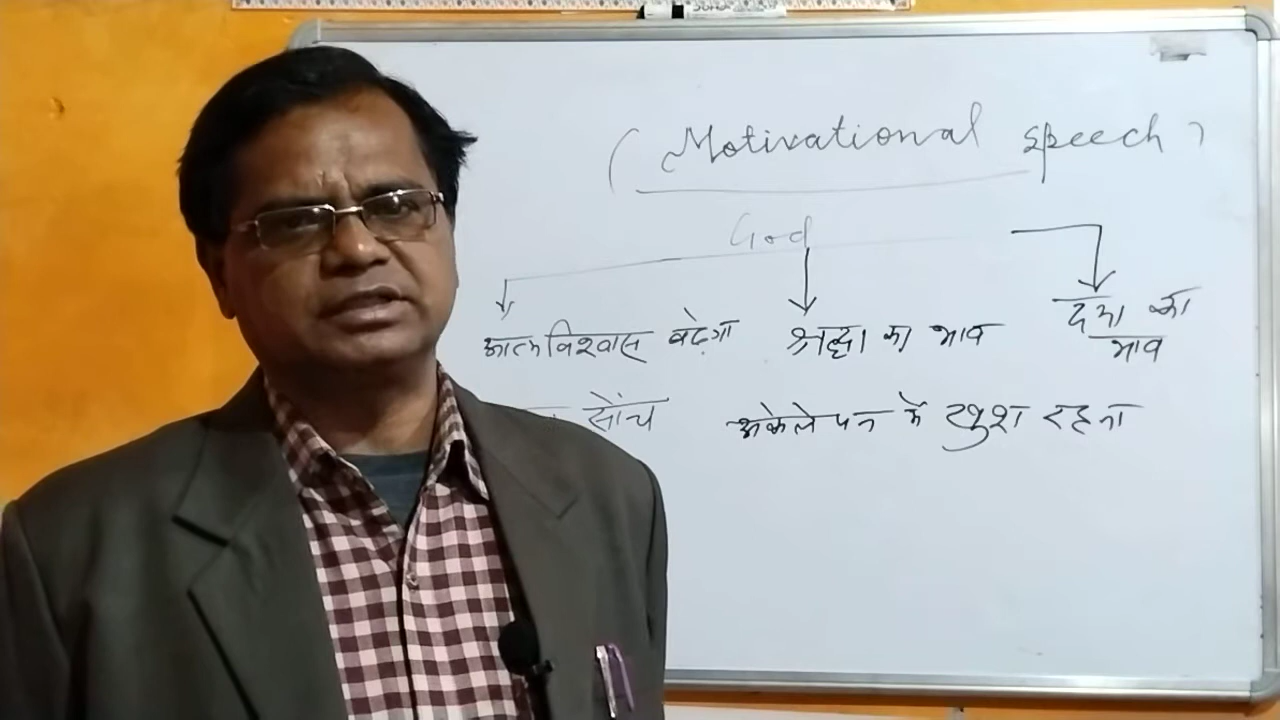 ( Motivational speech )
God
आत्मविश्वास बढ़ेगा श्रद्धा का भाव दया का
भाव
सौंच अकेलेपन में खुश रहना